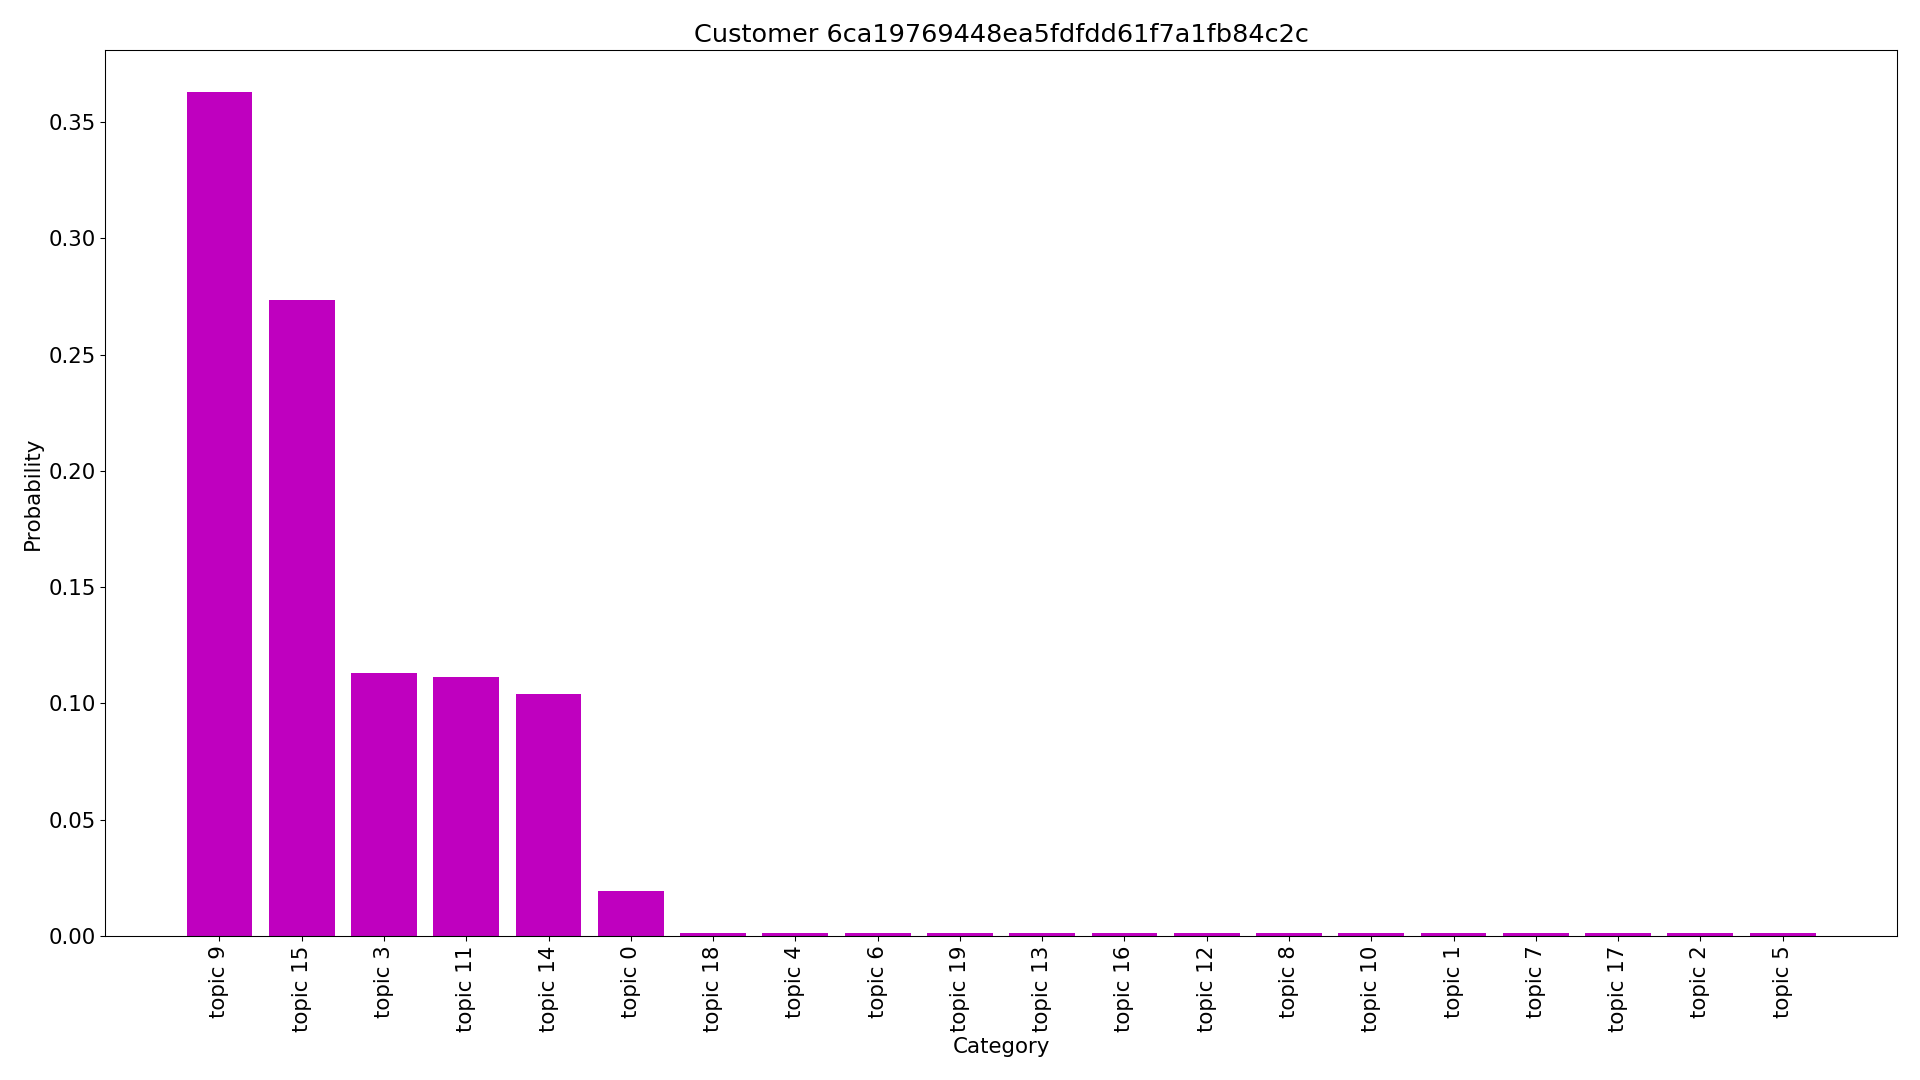 Customer 6ca19769448ea5fdfdd61f7a1fb84c2c
Probability
0.35
0.30
0.25
0.20
0.15
0.10
0.05
0.00
topic 9
topic 15
topic 3
topic 11
topic 14
topic 0
topic 18
topic 4
topic 6
topic 19
topic 13
topic 16
topic 12
topic 8
topic 10
topic 1
topic 7
topic 17
topic 2
topic 5
Category